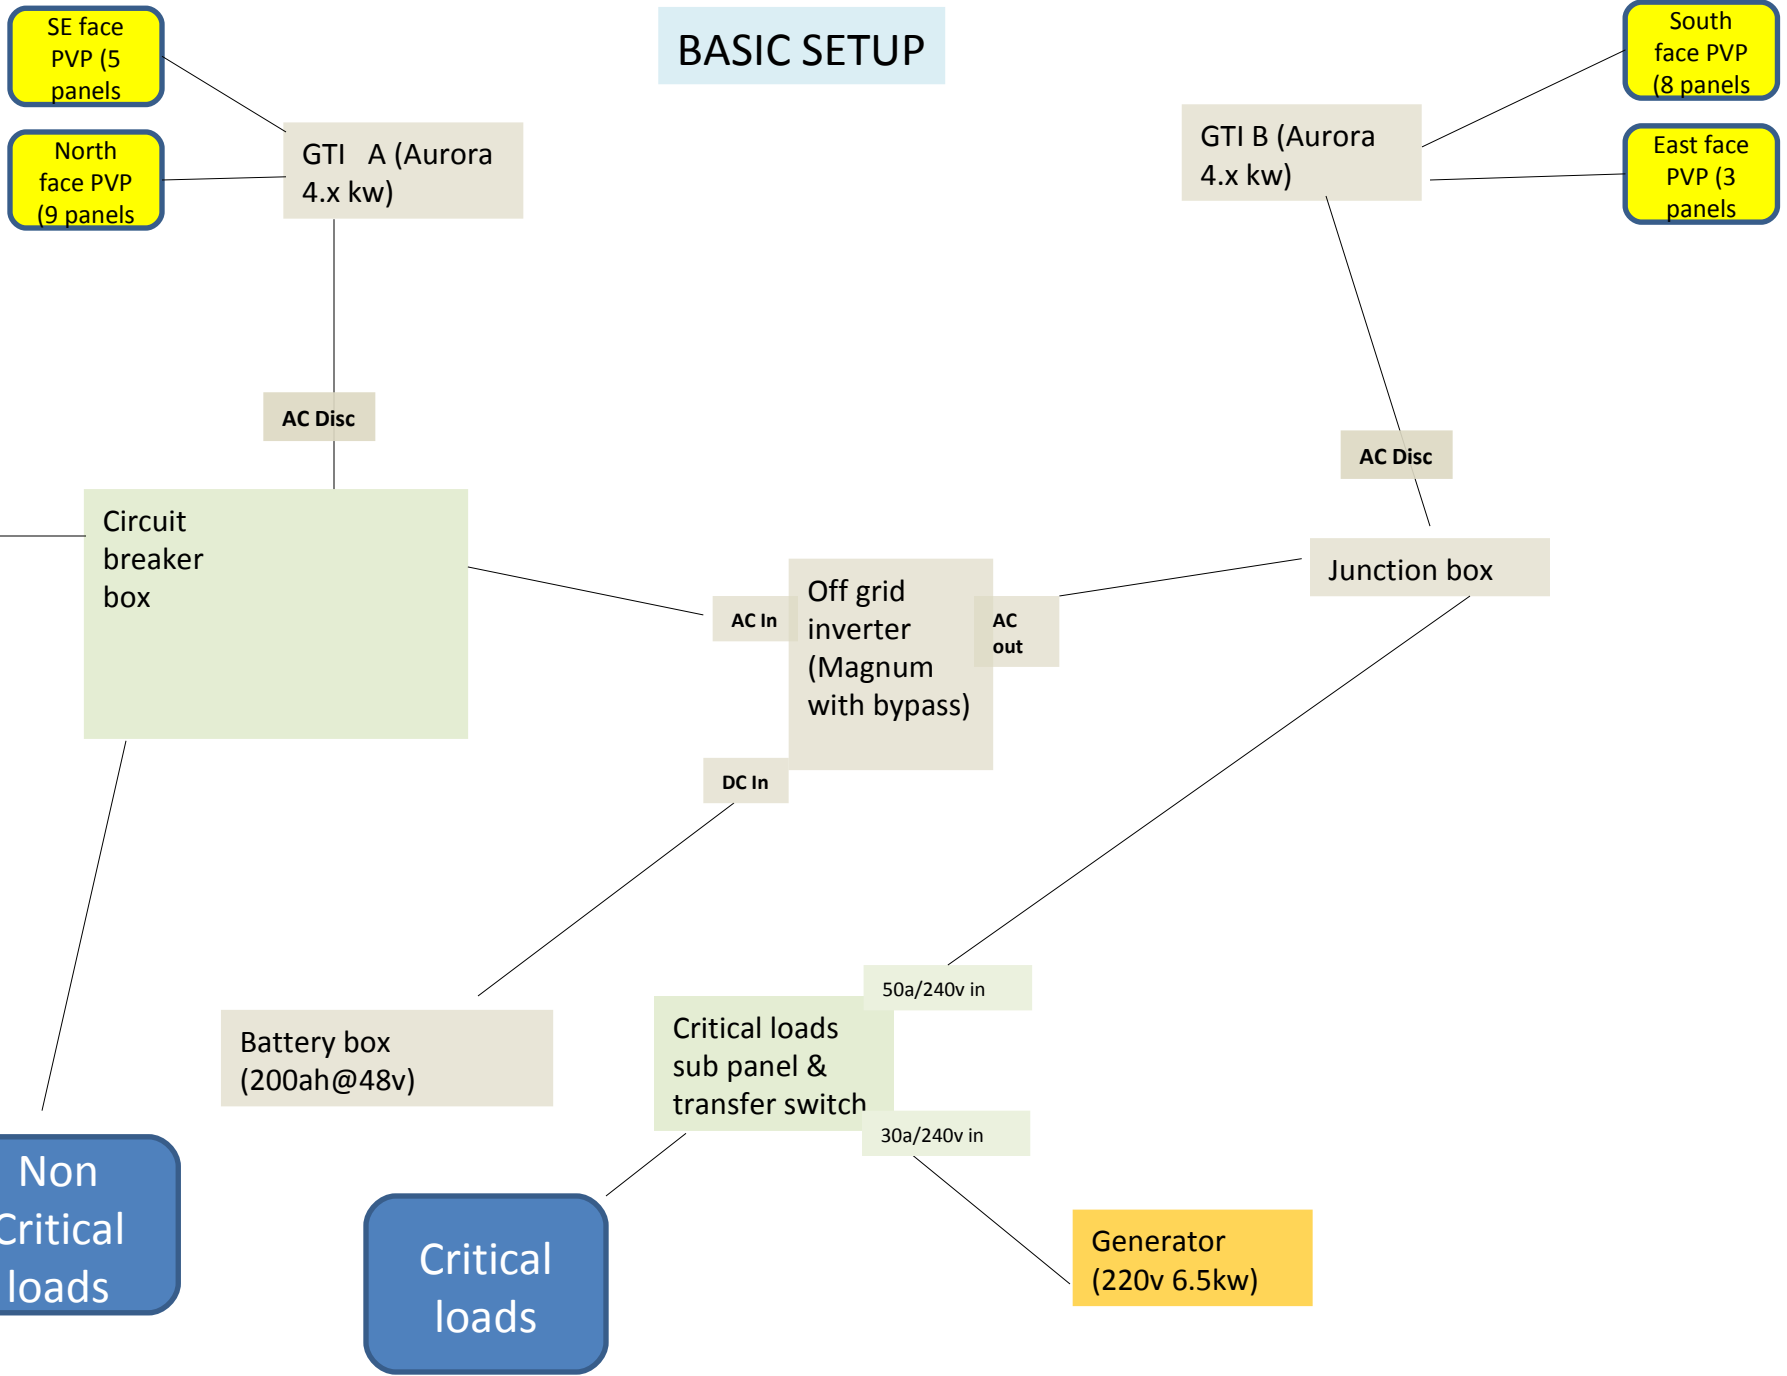 BASIC SETUP
SE face
PVP (5
panels
North
face PVP
(9 panels
GTI   A (Aurora
4.x kw)
GTI B (Aurora
4.x kw)
South
face PVP
(8 panels
East face
PVP (3
panels
AC Disc
AC Disc
Circuit
breaker
box
AC In
Off grid
inverter
(Magnum
with bypass)
AC
out
Junction box
DC In
Battery box
(200ah@48v)
50a/240v in
Critical loads
sub panel &
transfer switch
30a/240v in
Non
Critical
loads
Critical
loads
Generator
(220v 6.5kw)